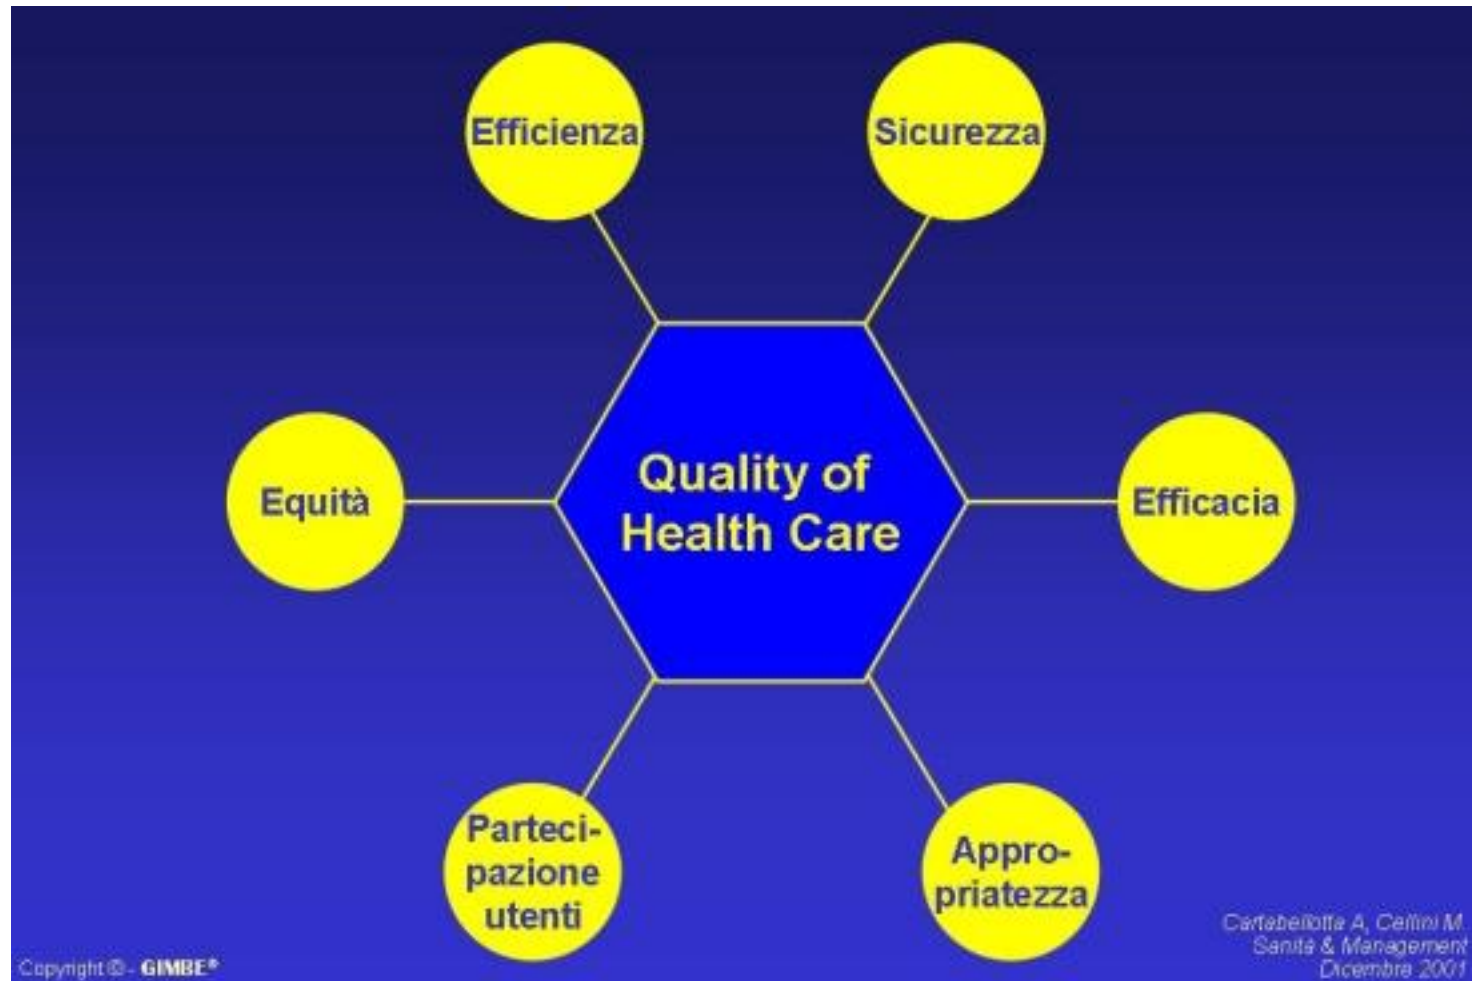 Efficienza
Sicurezza
Equità
Quality of
Health Care
Efficacia
Parteci-
pazione
utenti
Appro-
priatezza
Cartabellotta A, Cellini M.
Sanità & Management
Dicembre 2001
Copyright © - GIMBE®